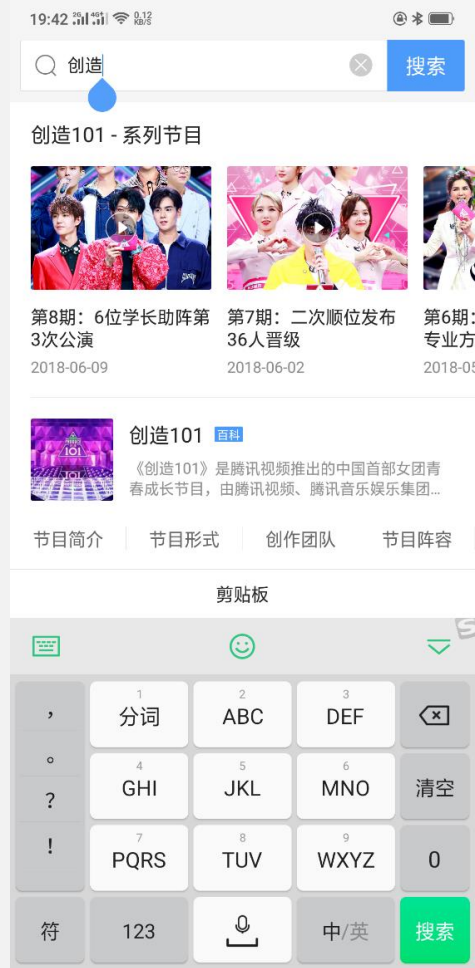 19:42 2G 4G 0.12 KB/S
创造
搜索
创造101 - 系列节目
第8期：6位学长助阵第
3次公演
2018-06-09
第7期：二次顺位发布
36人晋级
2018-06-02
第6期：
专业方
2018-05
101
创造101 百科
《创造101》是腾讯视频推出的中国首部女团青
春成长节目，由腾讯视频、腾讯音乐娱乐集团...
节目简介 节目形式 创作团队 节目阵容
剪贴板
， 1 分词 2 ABC 3 DEF
。 4 GHI 5 JKL 6 MNO 清空
？
！ 7 PQRS 8 TUV 9 WXYZ 0
符 123 中/英 搜索